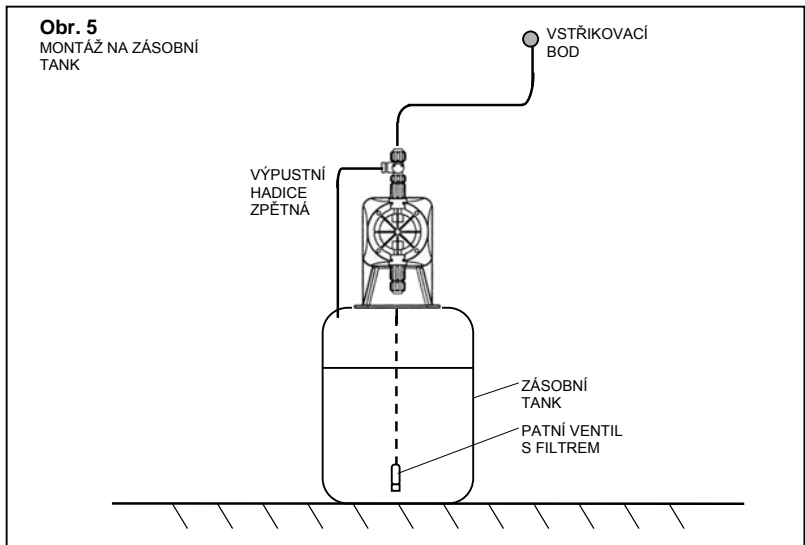 Obr. 5
MONTÁŽ NA ZÁSOBNÍ
TANK
VSTŘIKOVACÍ
BOD
VÝPUSTNÍ
HADICE
ZPĚTNÁ
ZÁSOBNÍ
TANK
PATNÍ VENTIL
S FILTREM